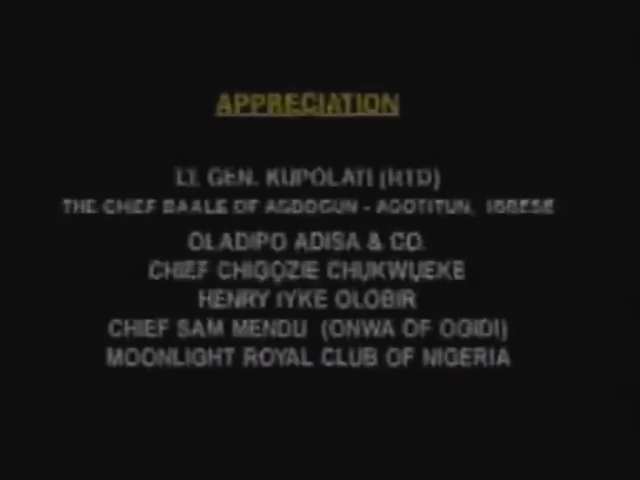 APPRECIATION
LT. GEN. KUPOLATI (RTD)
THE CHIEF BAALE OF AGDOGUN - AGOTITUN, IGBESE
OLADIPO ADISA & CO.
CHIEF CHIGOZIE CHUKWUEKE
HENRY IYKE OLOBIR
CHIEF SAM MENDU (ONWA OF OGIDI)
MOONLIGHT ROYAL CLUB OF NIGERIA